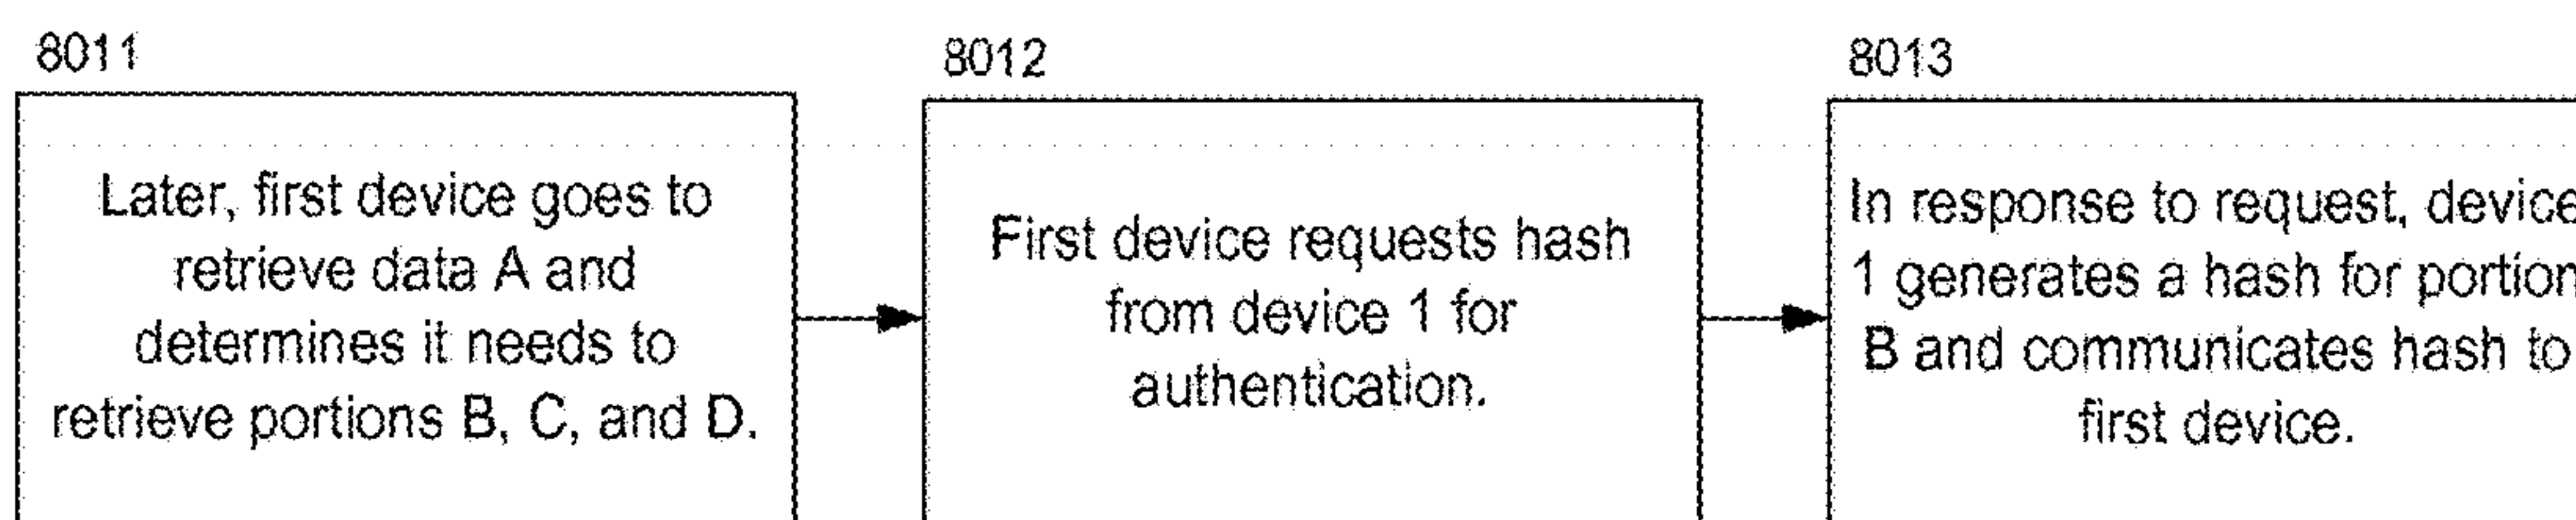 8011
Later, first device goes to
retrieve data A and
determines it needs to
retrieve portions B, C, and D.
8012
First device requests hash
from device 1 for
authentication.
8013
In response to request, device
1 generates a hash for portion
B and communicates hash to
first device.